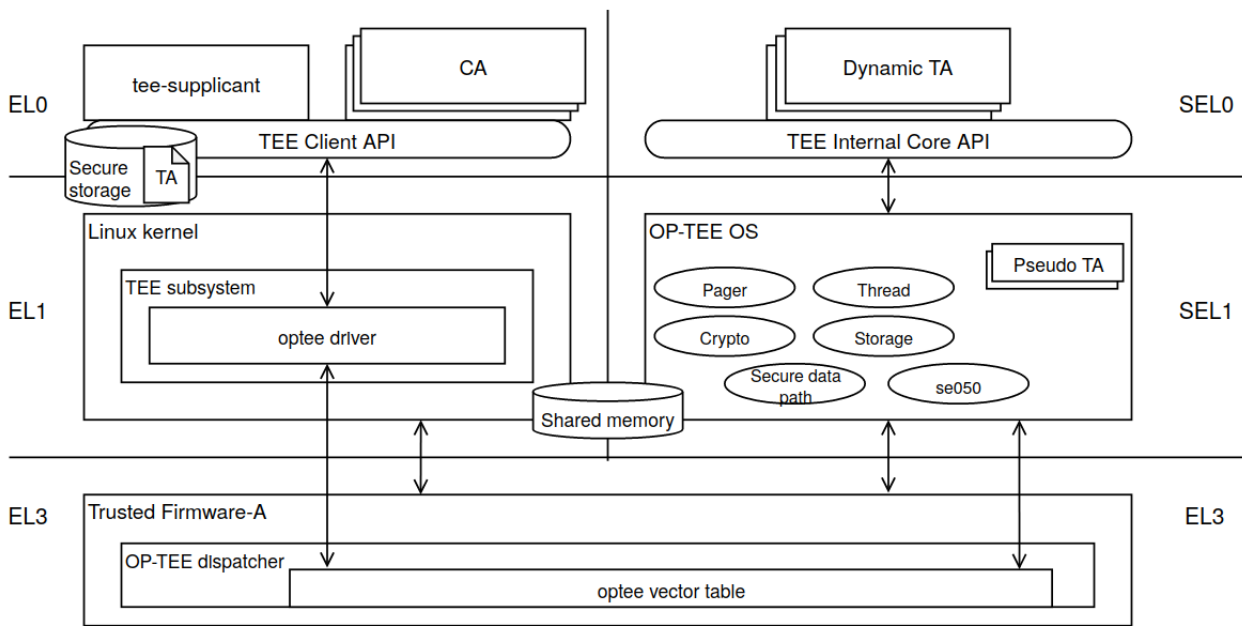 tee-supplicant
CA
Dynamic TA
EL0
SEL0
TEE Client API
TEE Internal Core API
Secure
storage
TA
Linux kernel
OP-TEE OS
TEE subsystem
Pseudo TA
Pager
Thread
EL1
SEL1
optee driver
Crypto
Storage
Secure data
path
se050
Shared memory
Trusted Firmware-A
EL3
EL3
OP-TEE dispatcher
optee vector table